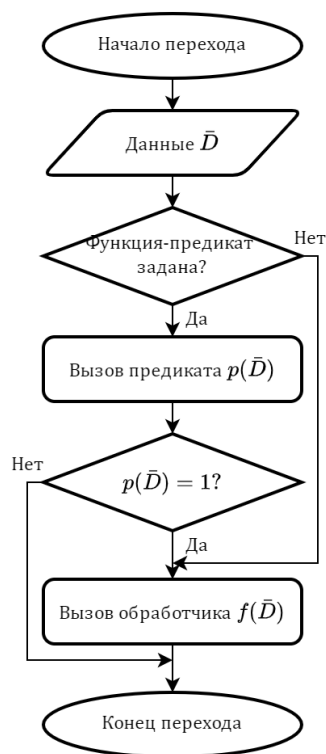 Начало перехода
Данные D̄
Функция-предикат
задана?
Нет
Да
Вызов предиката p(D̄)
Нет
p(D̄) = 1?
Да
Вызов обработчика f(D̄)
Конец перехода